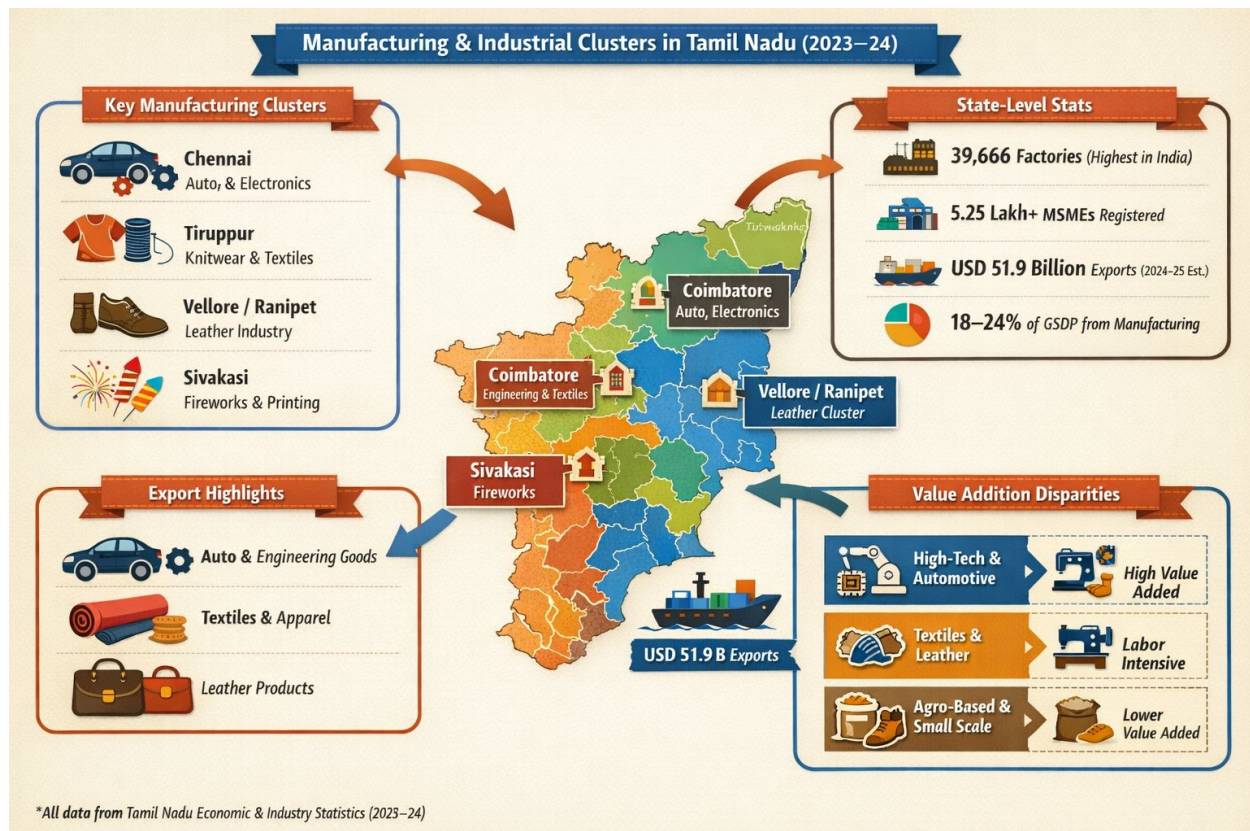 Manufacturing & Industrial Clusters in Tamil Nadu (2023–24)
Key Manufacturing Clusters
Chennai
Auto, & Electronics
Tiruppur
Knitwear & Textiles
Vellore / Ranipet
Leather Industry
Sivakasi
Fireworks & Printing
State-Level Stats
39,666 Factories (Highest in India)
5.25 Lakh+ MSMEs Registered
USD 51.9 Billion Exports (2024–25 Est.)
18–24% of GSDP from Manufacturing
Coimbatore
Auto, Electronics
Coimbatore
Engineering & Textiles
Vellore / Ranipet
Leather Cluster
Sivakasi
Fireworks
USD 51.9 B Exports
Export Highlights
Auto & Engineering Goods
Textiles & Apparel
Leather Products
Value Addition Disparities
High-Tech &
Automotive
High Value
Added
Textiles &
Leather
Labor
Intensive
Agro-Based &
Small Scale
Lower
Value Added
*All data from Tamil Nadu Economic & Industry Statistics (2023–24)